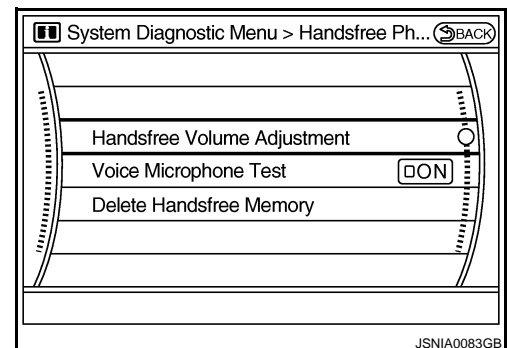 System Diagnostic Menu > Handsfree Ph... BACK
Handsfree Volume Adjustment
Voice Microphone Test ON
Delete Handsfree Memory
JSNIA0083GB